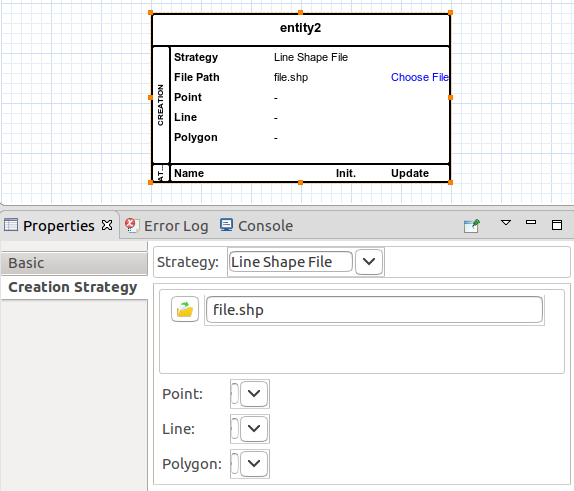 entity2
CREATION
Strategy Line Shape File
File Path file.shp Choose File
Point -
Line -
Polygon -
AT...
Name Init. Update
Properties Error Log Console
Basic
Creation Strategy
Strategy: Line Shape File
file.shp
Point:
Line:
Polygon: